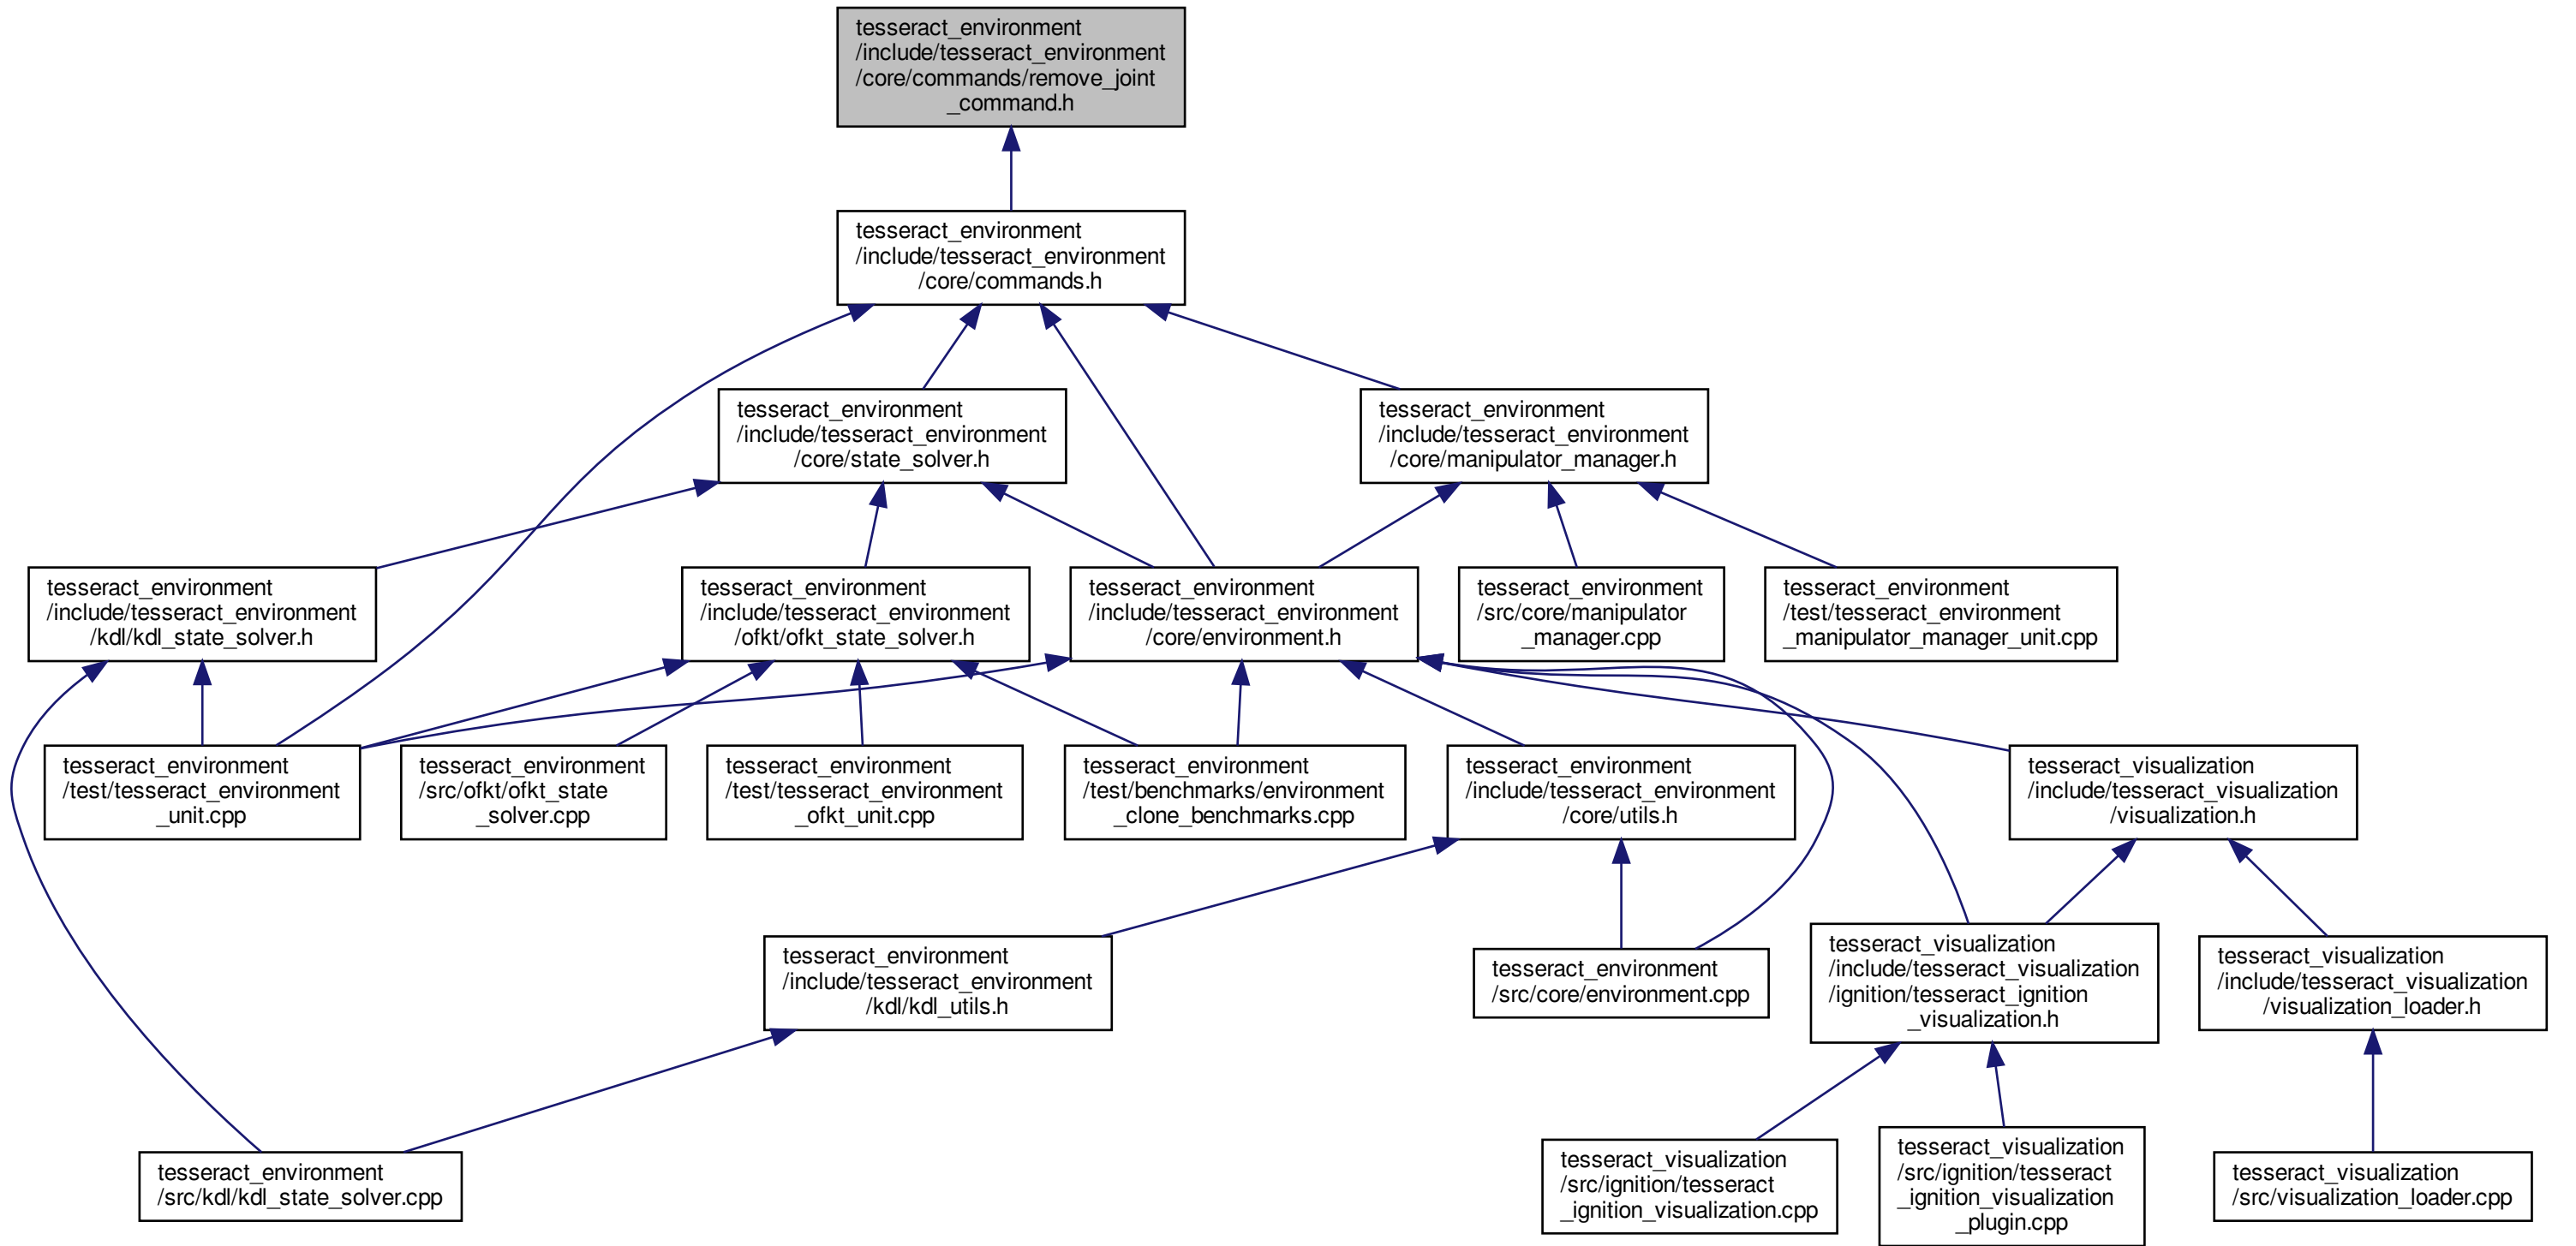 tesseract_environment
/include/tesseract_environment
/core/commands/remove_joint
_command.h
tesseract_environment
/include/tesseract_environment
/core/commands.h
tesseract_environment
/include/tesseract_environment
/core/state_solver.h
tesseract_environment
/include/tesseract_environment
/core/manipulator_manager.h
tesseract_environment
/include/tesseract_environment
/kdl/kdl_state_solver.h
tesseract_environment
/include/tesseract_environment
/ofkt/ofkt_state_solver.h
tesseract_environment
/include/tesseract_environment
/core/environment.h
tesseract_environment
/src/core/manipulator
_manager.cpp
tesseract_environment
/test/tesseract_environment
_manipulator_manager_unit.cpp
tesseract_environment
/test/tesseract_environment
_unit.cpp
tesseract_environment
/src/ofkt/ofkt_state
_solver.cpp
tesseract_environment
/test/tesseract_environment
_ofkt_unit.cpp
tesseract_environment
/test/benchmarks/environment
_clone_benchmarks.cpp
tesseract_environment
/include/tesseract_environment
/core/utils.h
tesseract_visualization
/include/tesseract_visualization
/visualization.h
tesseract_environment
/include/tesseract_environment
/kdl/kdl_utils.h
tesseract_environment
/src/core/environment.cpp
tesseract_visualization
/include/tesseract_visualization
/ignition/tesseract_ignition
_visualization.h
tesseract_visualization
/include/tesseract_visualization
/visualization_loader.h
tesseract_environment
/src/kdl/kdl_state_solver.cpp
tesseract_visualization
/src/ignition/tesseract
_ignition_visualization.cpp
tesseract_visualization
/src/ignition/tesseract
_ignition_visualization
_plugin.cpp
tesseract_visualization
/src/visualization_loader.cpp